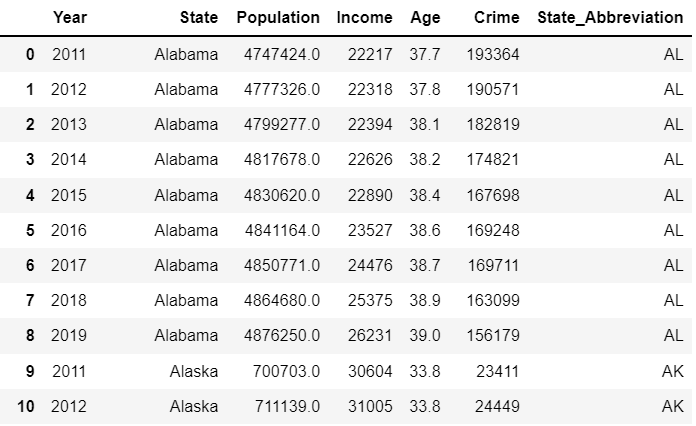 Year State Population Income Age Crime State_Abbreviation
0 2011 Alabama 4747424.0 22217 37.7 193364 AL
1 2012 Alabama 4777326.0 22318 37.8 190571 AL
2 2013 Alabama 4799277.0 22394 38.1 182819 AL
3 2014 Alabama 4817678.0 22626 38.2 174821 AL
4 2015 Alabama 4830620.0 22890 38.4 167698 AL
5 2016 Alabama 4841164.0 23527 38.6 169248 AL
6 2017 Alabama 4850771.0 24476 38.7 169711 AL
7 2018 Alabama 4864680.0 25375 38.9 163099 AL
8 2019 Alabama 4876250.0 26231 39.0 156179 AL
9 2011 Alaska 700703.0 30604 33.8 23411 AK
10 2012 Alaska 711139.0 31005 33.8 24449 AK